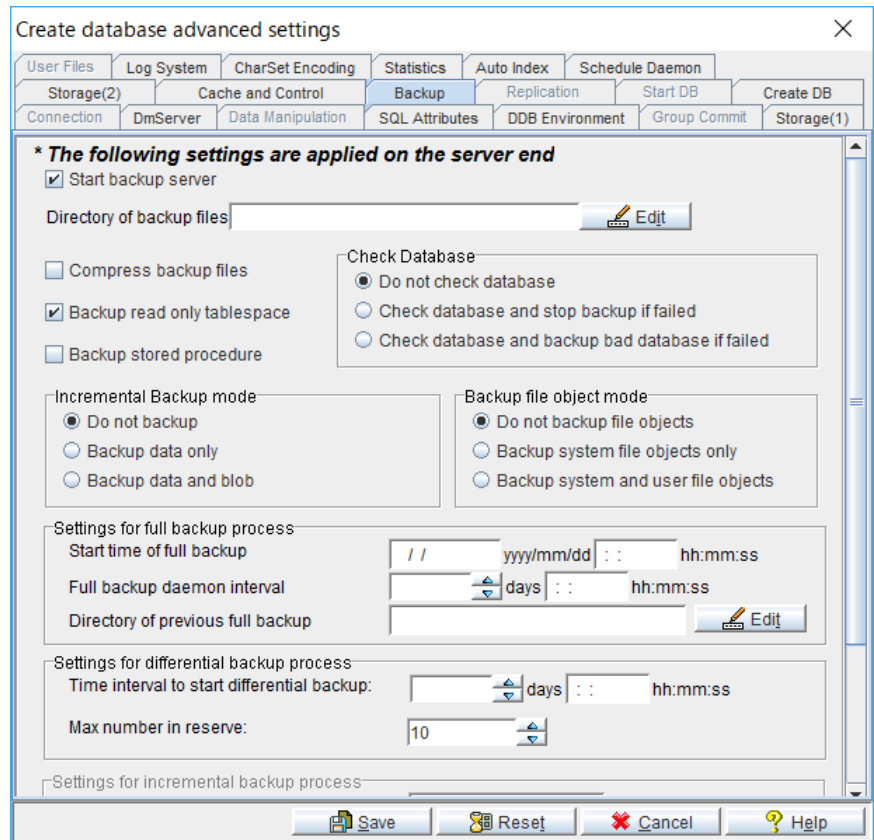 Create database advanced settings
User Files Log System CharSet Encoding Statistics Auto Index Schedule Daemon
Storage(2) Cache and Control Backup Replication Start DB Create DB
Connection DmServer Data Manipulation SQL Attributes DDB Environment Group Commit Storage(1)
* The following settings are applied on the server end
Start backup server
Directory of backup files Edit
Check Database
Compress backup files
Do not check database
Backup read only tablespace
Check database and stop backup if failed
Check database and backup bad database if failed
Backup stored procedure
Incremental Backup mode
Do not backup
Backup data only
Backup data and blob
Backup file object mode
Do not backup file objects
Backup system file objects only
Backup system and user file objects
Settings for full backup process
Start time of full backup / / yyyy/mm/dd : : hh:mm:ss
Full backup daemon interval days : : hh:mm:ss
Directory of previous full backup Edit
Settings for differential backup process
Time interval to start differential backup: days : : hh:mm:ss
Max number in reserve: 10
Settings for incremental backup process
Save Reset Cancel Help